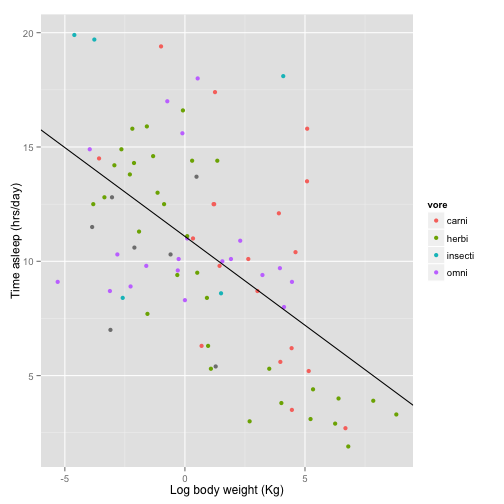 20
15
10
5
Time asleep (hrs/day)
-5 0 5
Log body weight (Kg)
vore
carni
herbi
insecti
omni